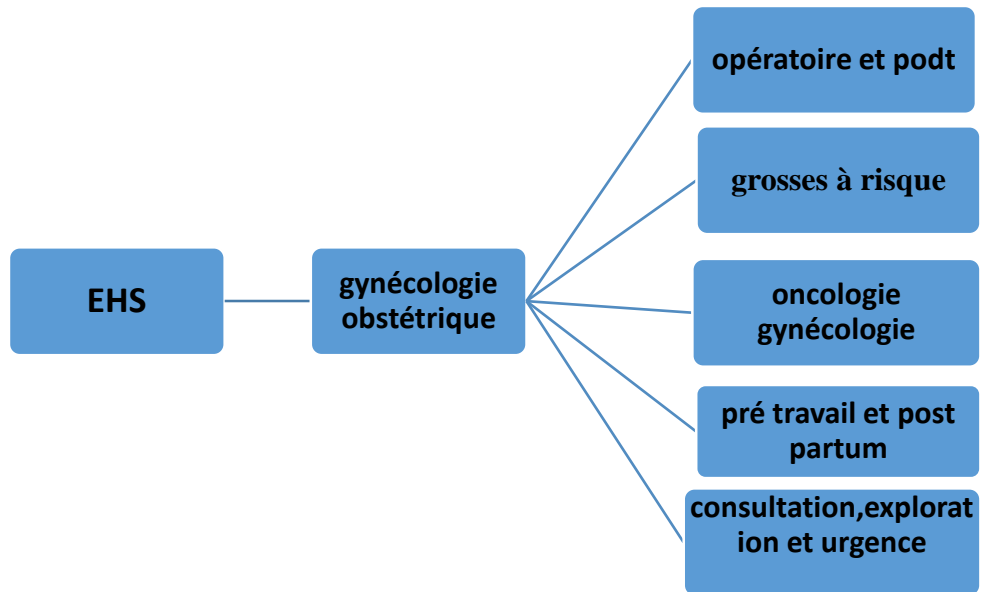 EHS
gynécologie
obstétrique
opératoire et podt
grosses à risque
oncologie
gynécologie
pré travail et post
partum
consultation,explorat
ion et urgence